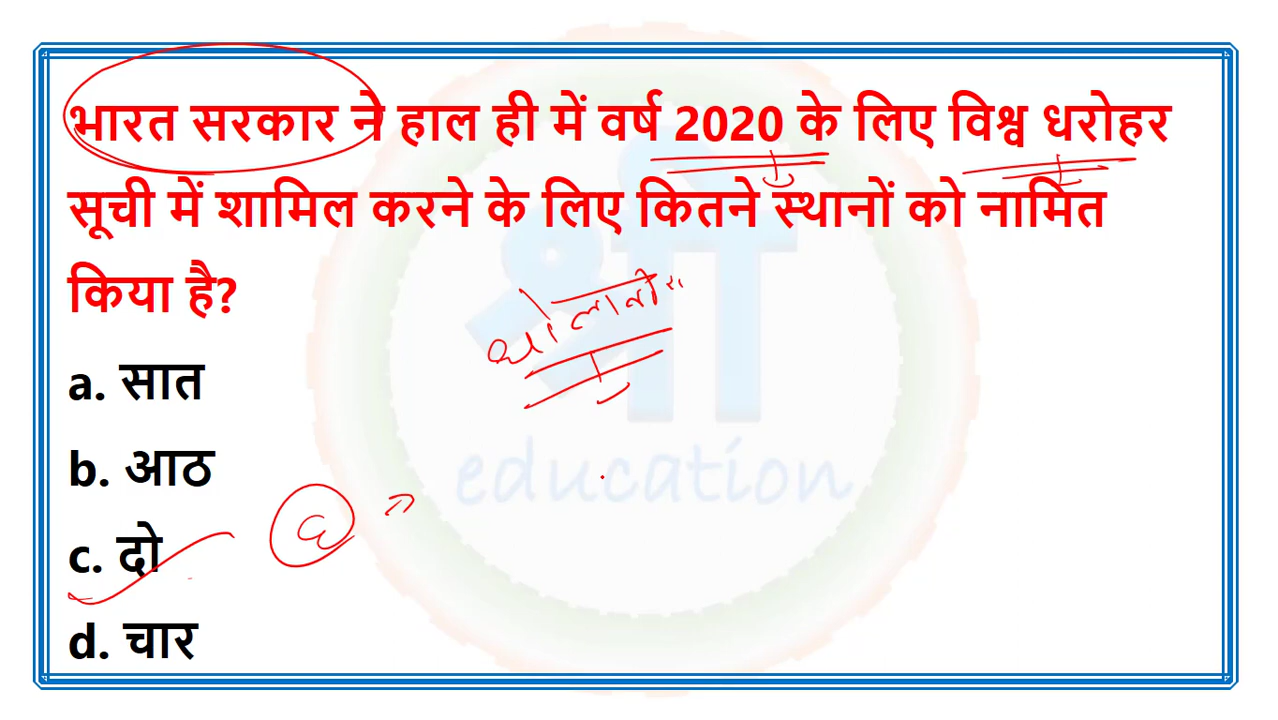 भारत सरकार ने हाल ही में वर्ष 2020 के लिए विश्व धरोहर
सूची में शामिल करने के लिए कितने स्थानों को नामित
किया है?
a. सात
b. आठ
c. दो
d. चार
education